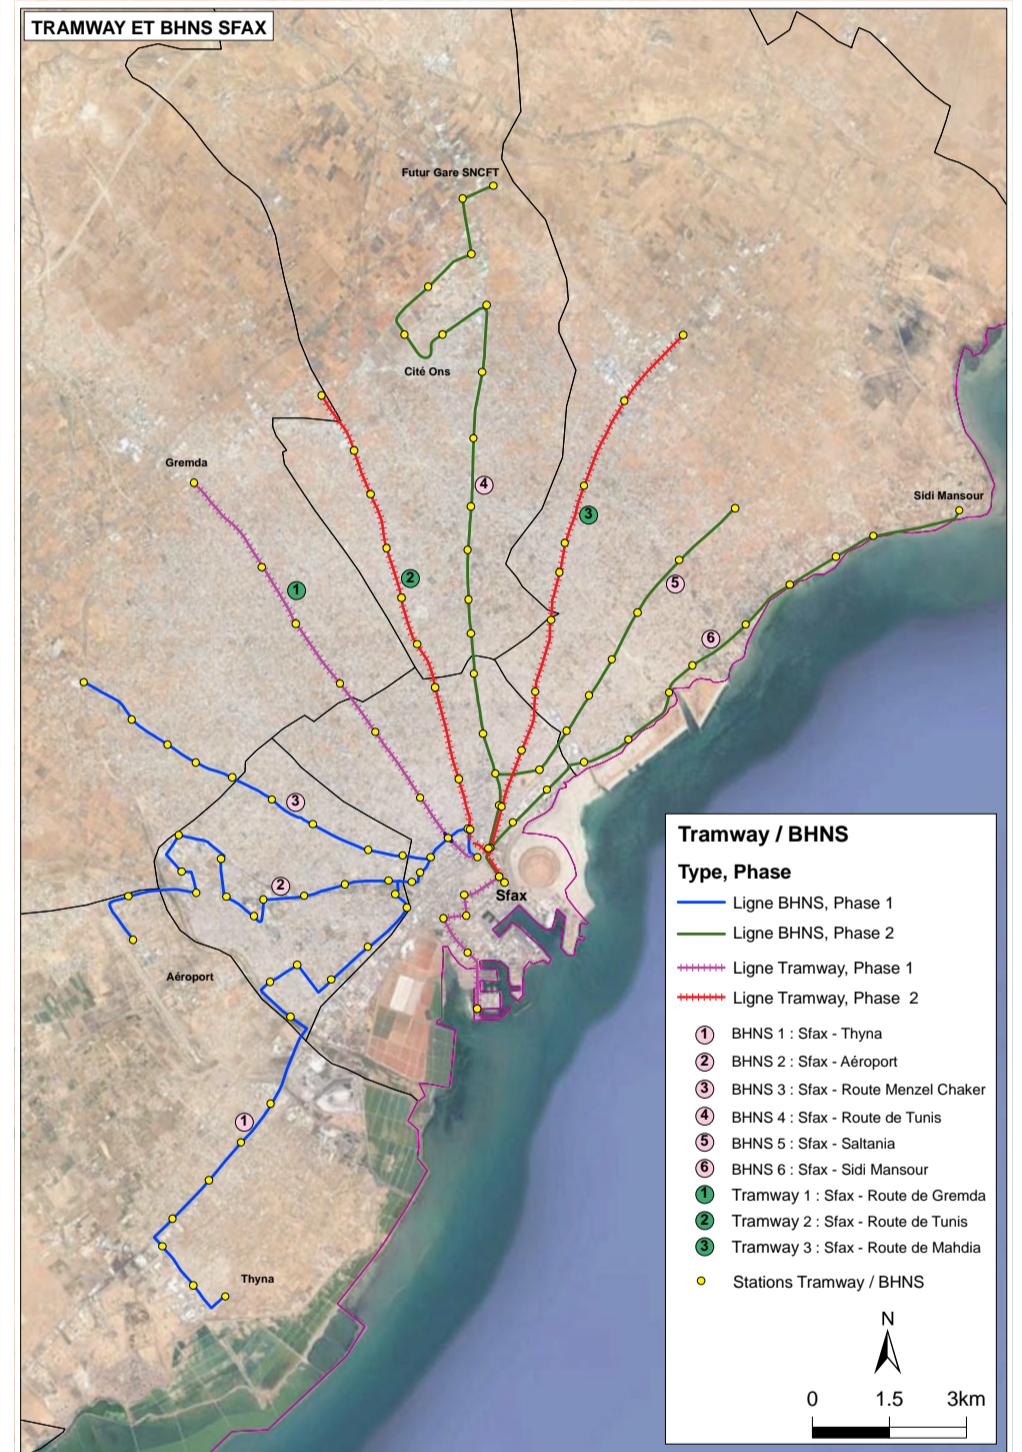 TRAMWAY ET BHNS SFAX
Futur Gare SNCFT
Cité Ons
Gremda
Sidi Mansour
4
3
2
1
5
6
3
2
Sfax
Aéroport
1
Thyna
Tramway / BHNS
Type, Phase
Ligne BHNS, Phase 1
Ligne BHNS, Phase 2
Ligne Tramway, Phase 1
Ligne Tramway, Phase 2
1 BHNS 1 : Sfax - Thyna
2 BHNS 2 : Sfax - Aéroport
3 BHNS 3 : Sfax - Route Menzel Chaker
4 BHNS 4 : Sfax - Route de Tunis
5 BHNS 5 : Sfax - Saltania
6 BHNS 6 : Sfax - Sidi Mansour
1 Tramway 1 : Sfax - Route de Gremda
2 Tramway 2 : Sfax - Route de Tunis
3 Tramway 3 : Sfax - Route de Mahdia
Stations Tramway / BHNS
N
0 1.5 3km